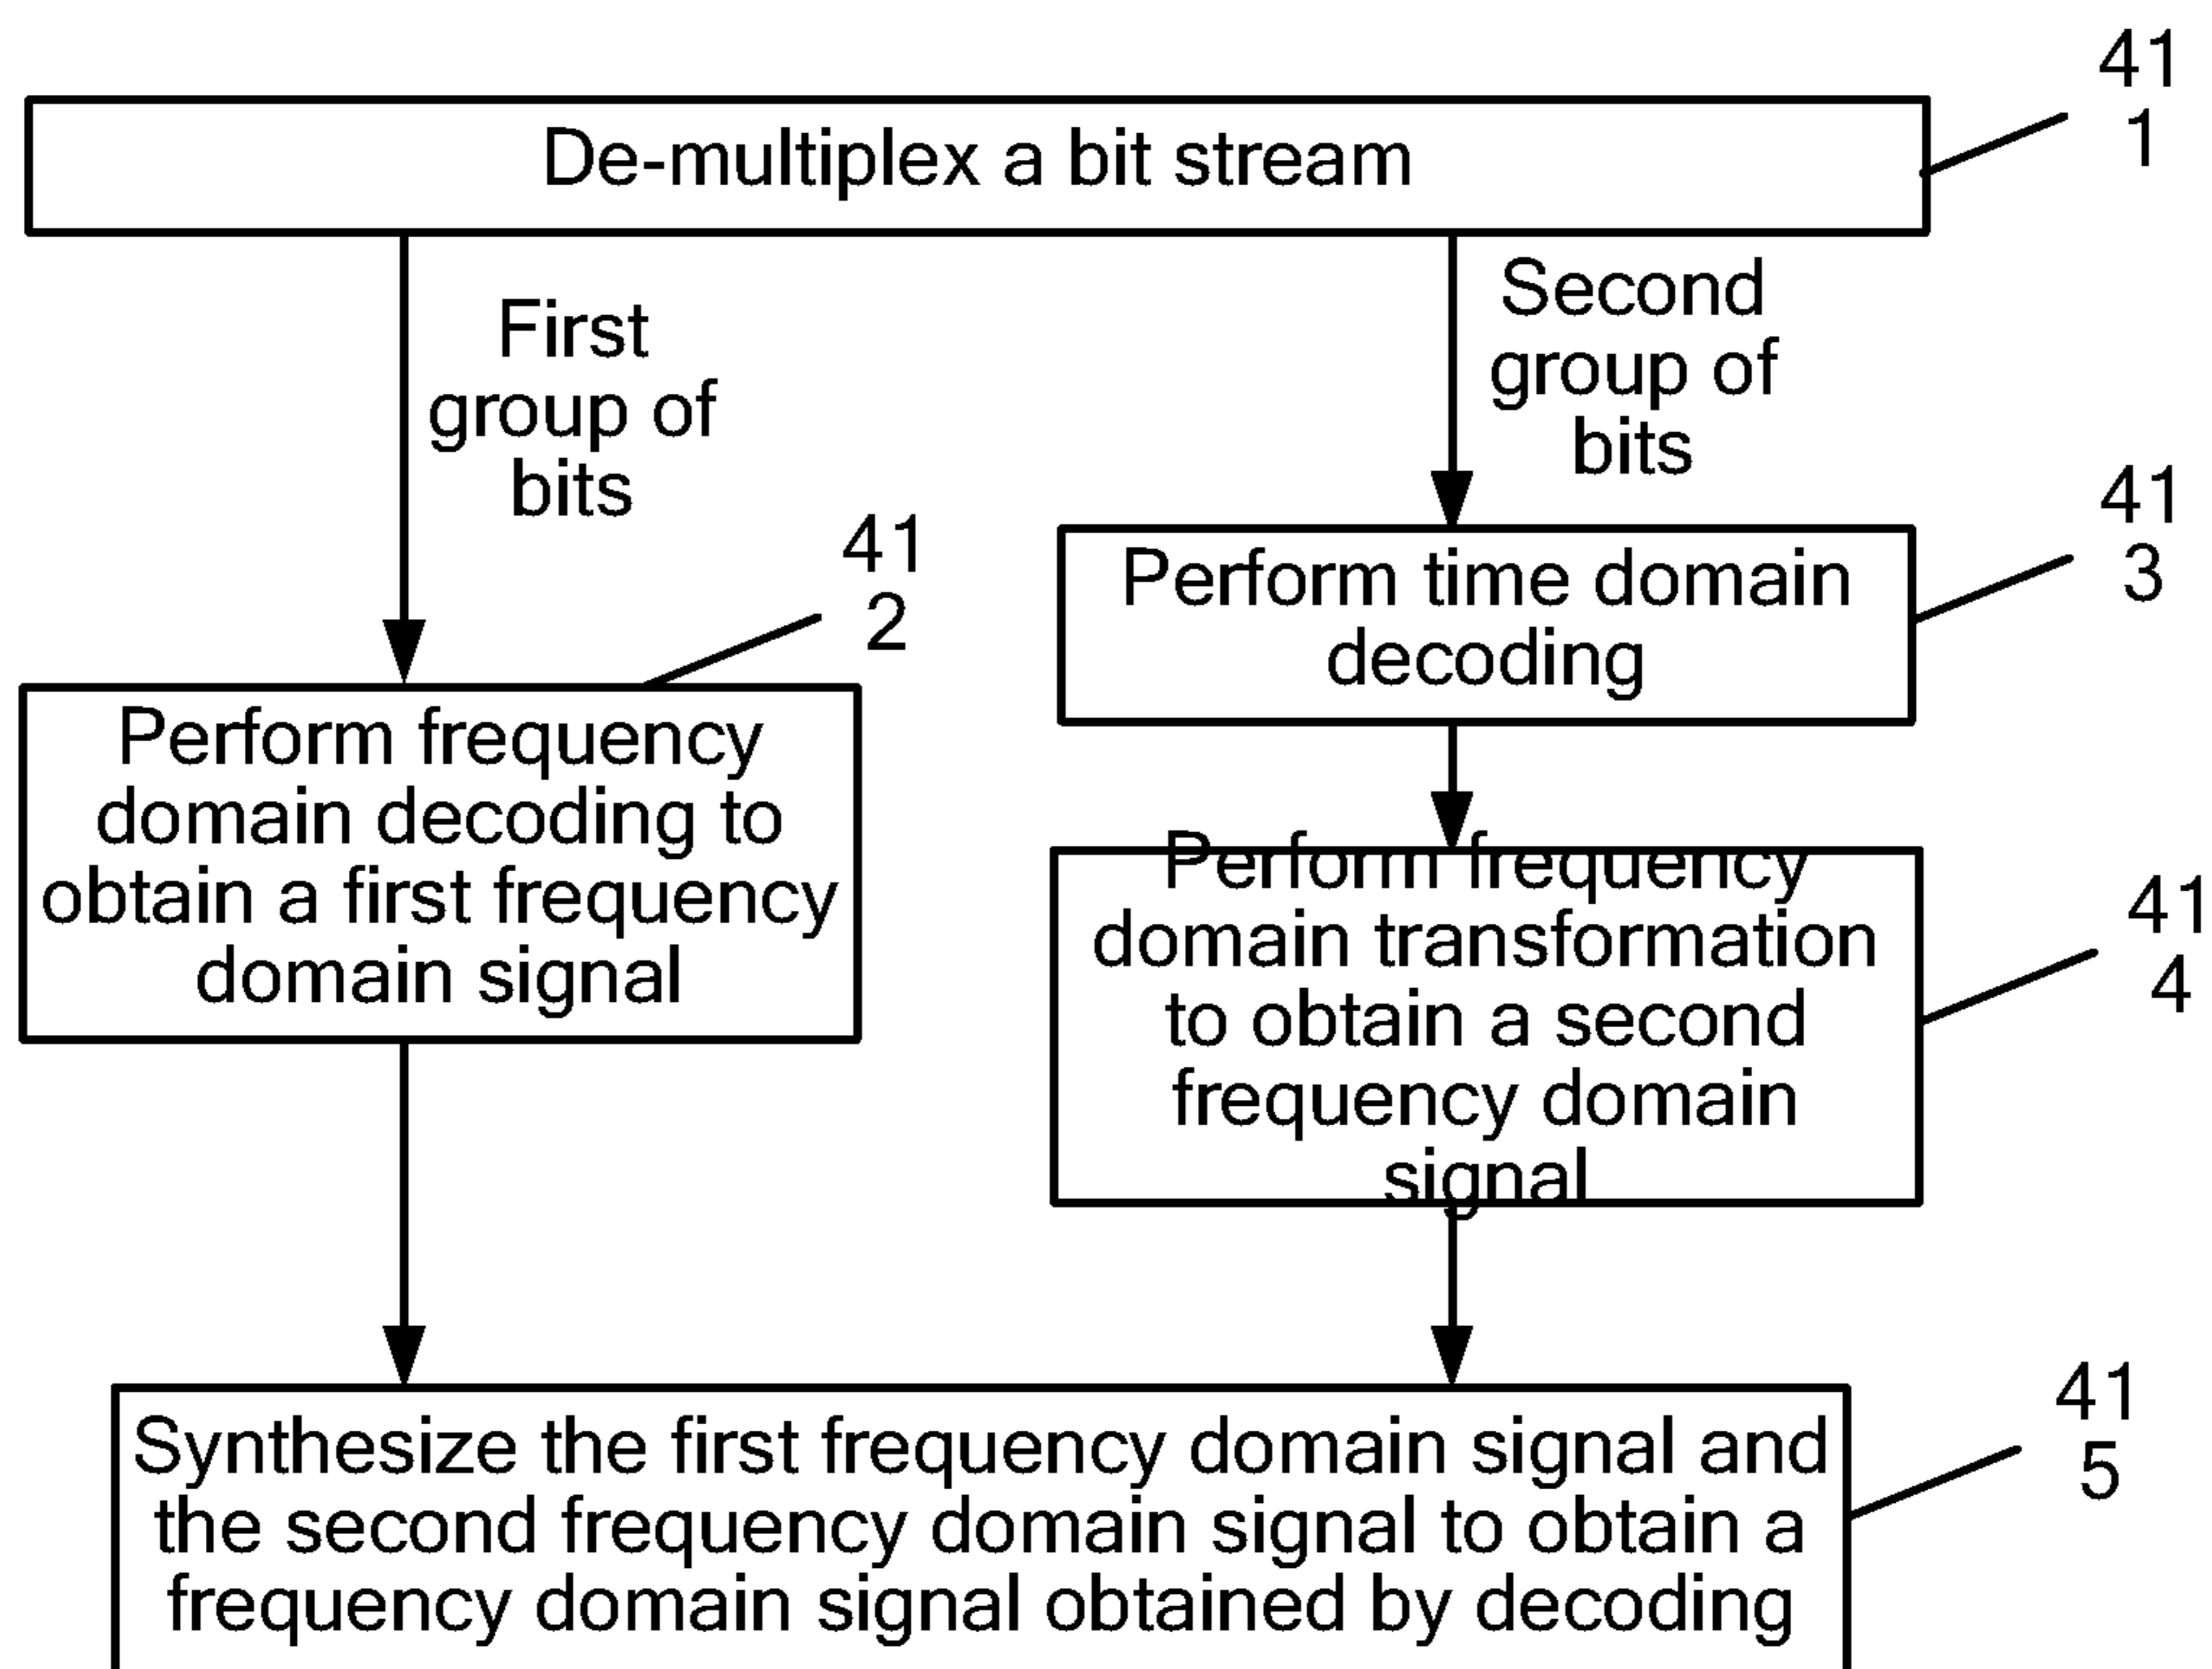 41
1
De-multiplex a bit stream
First
group of
bits
Second
group of
bits
41
2
41
3
Perform time domain
decoding
Perform frequency
domain decoding to
obtain a first frequency
domain signal
Perform frequency
domain transformation
to obtain a second
frequency domain
signal
41
4
41
5
Synthesize the first frequency domain signal and
the second frequency domain signal to obtain a
frequency domain signal obtained by decoding